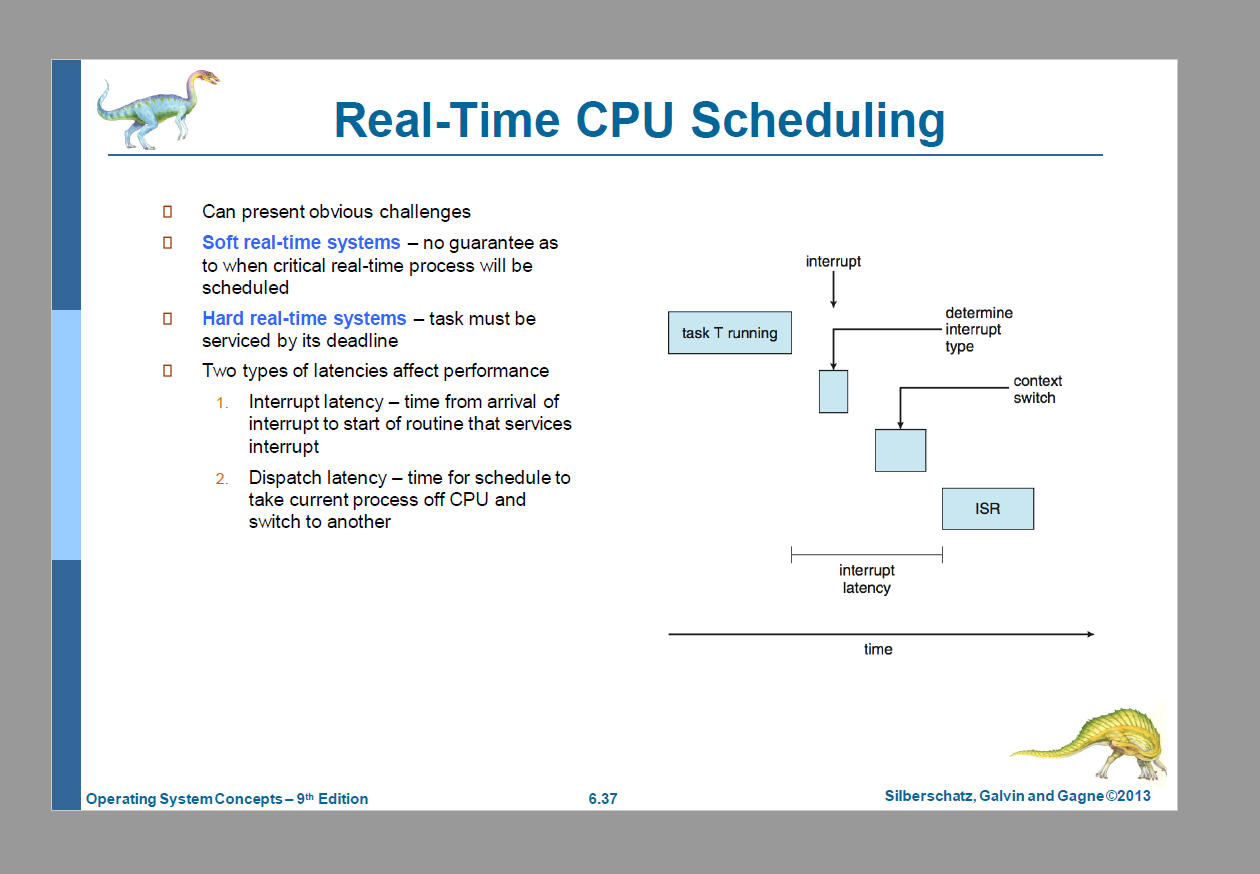 Real-Time CPU Scheduling
Can present obvious challenges
Soft real-time systems – no guarantee as
to when critical real-time process will be
scheduled
Hard real-time systems – task must be
serviced by its deadline
Two types of latencies affect performance
1. Interrupt latency – time from arrival of
interrupt to start of routine that services
interrupt
2. Dispatch latency – time for schedule to
take current process off CPU and
switch to another
interrupt
task T running
determine
interrupt
type
context
switch
ISR
interrupt
latency
time
Operating System Concepts – 9th Edition
6.37
Silberschatz, Galvin and Gagne ©2013